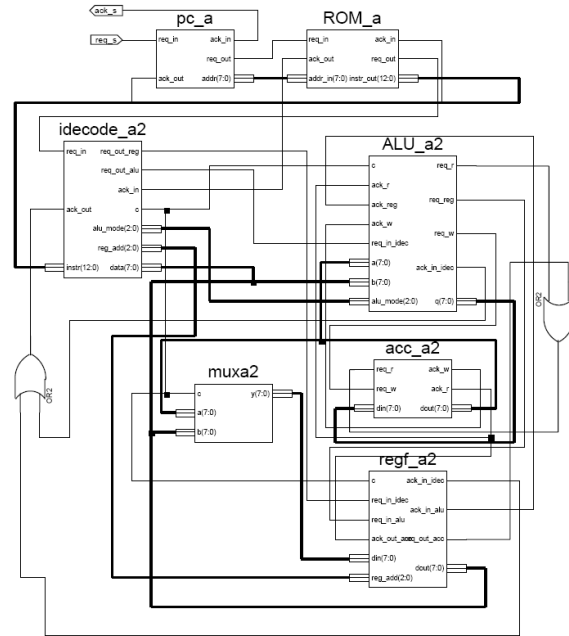 ack_s
req_s
pc_a
req_in
ack_in
req_out
ack_out
addr(7:0)
ROM_a
req_in
ack_in
ack_out
req_out
addr_in(7:0)
instr_out(12:0)
idecode_a2
req_in
req_out_reg
req_out_alu
ack_in
ack_out
c
alu_mode(2:0)
reg_add(2:0)
instr(12:0)
data(7:0)
ALU_a2
c
req_r
ack_r
ack_reg
req_reg
ack_w
req_w
req_in_idec
a(7:0)
ack_in_idec
b(7:0)
alu_mode(2:0)
q(7:0)
OR2
OR2
acc_a2
req_r
ack_w
req_w
ack_r
din(7:0)
dout(7:0)
muxa2
c
y(7:0)
a(7:0)
b(7:0)
regf_a2
c
ack_in_idec
req_in_idec
ack_in_alu
req_in_alu
ack_out_acc
req_out_acc
din(7:0)
dout(7:0)
reg_add(2:0)